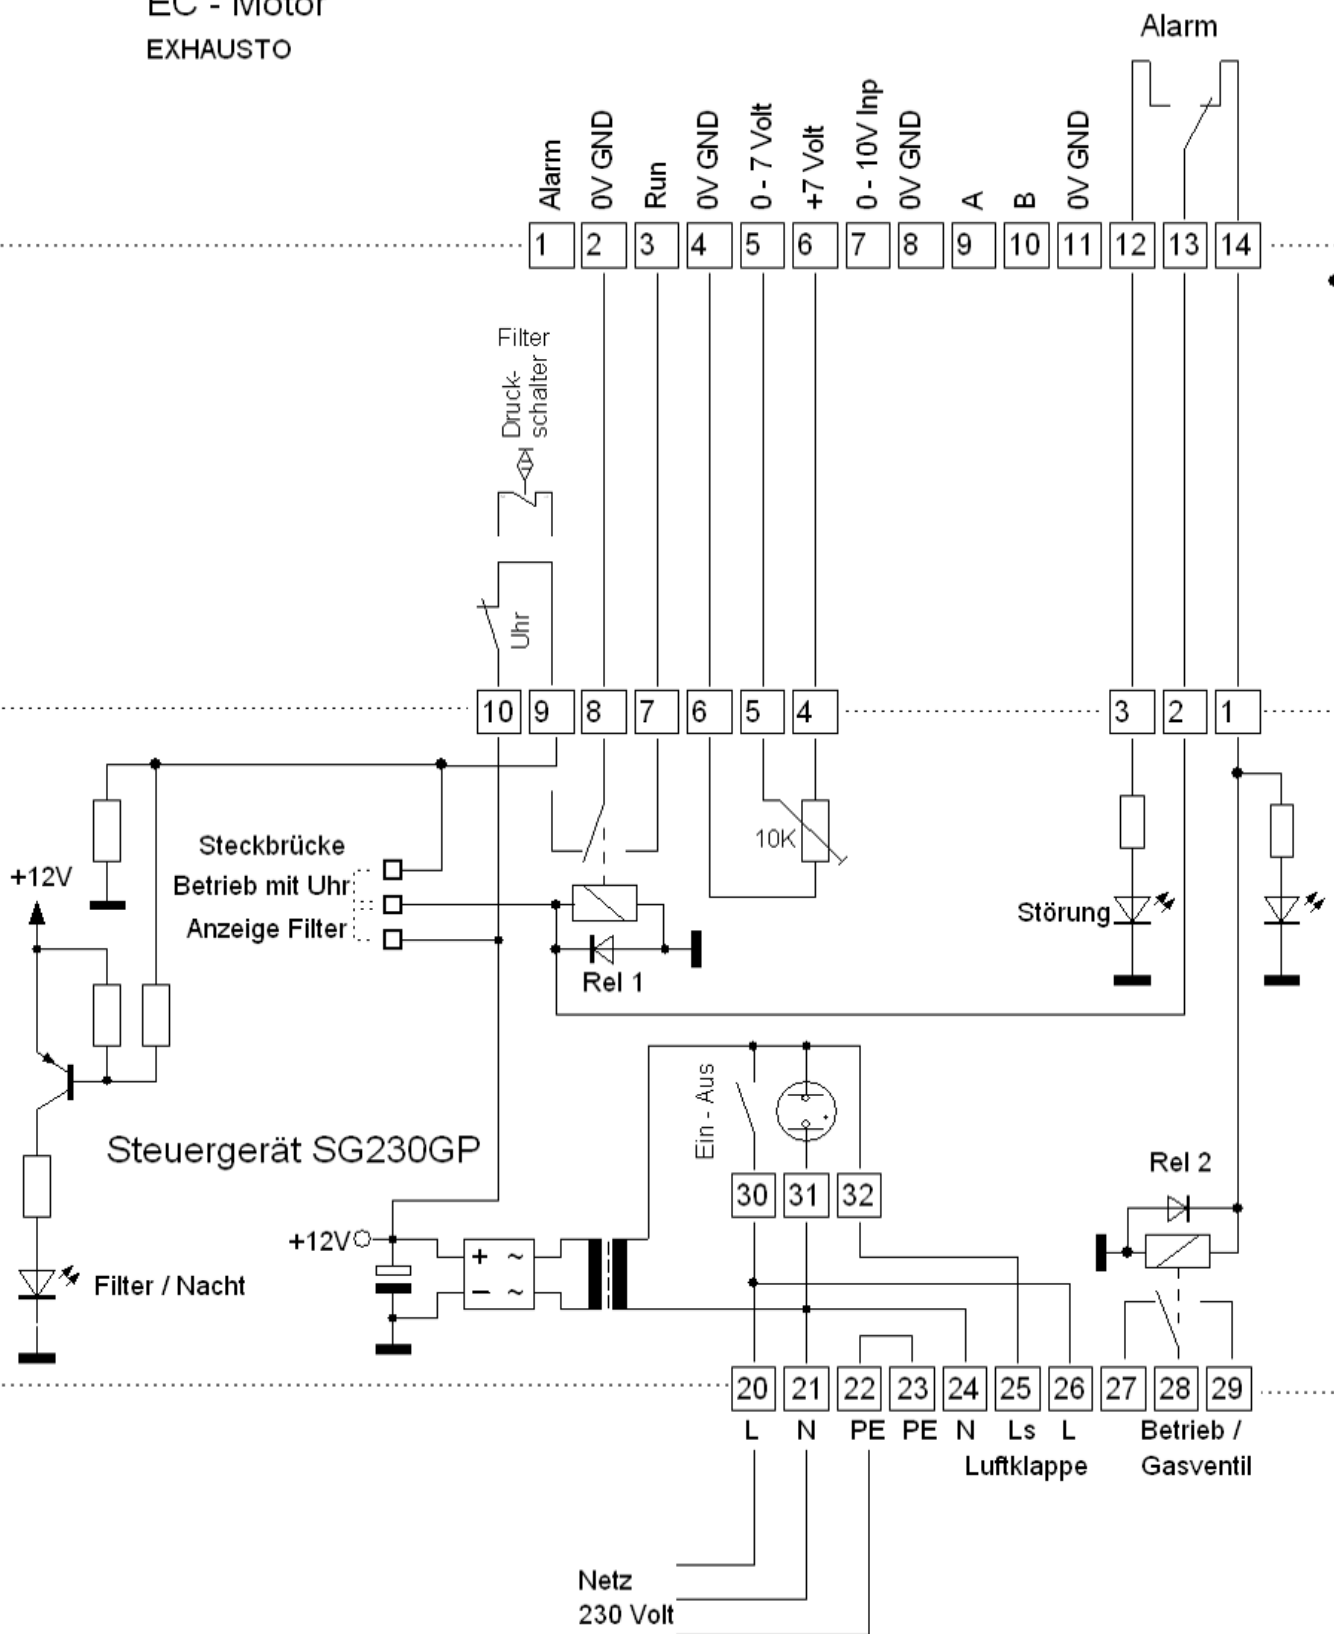 EC - Motor
EXHAUSTO
Alarm
Alarm
0V GND
Run
0V GND
0 - 7 Volt
+7 Volt
0 - 10V Inp
0V GND
A
B
0V GND
1 2 3 4 5 6 7 8 9 10 11 12 13 14
Filter
Druck-
schalter
Uhr
10 9 8 7 6 5 4 3 2 1
Steckbrücke
Betrieb mit Uhr
Anzeige Filter
+12V
10K
Störung
Rel 1
Ein - Aus
Steuergerät SG230GP
30 31 32
Rel 2
+12V
+ ~
− ~
Filter / Nacht
20 21 22 23 24 25 26 27 28 29
L N PE PE N Ls L Betrieb /
Luftklappe Gasventil
Netz
230 Volt